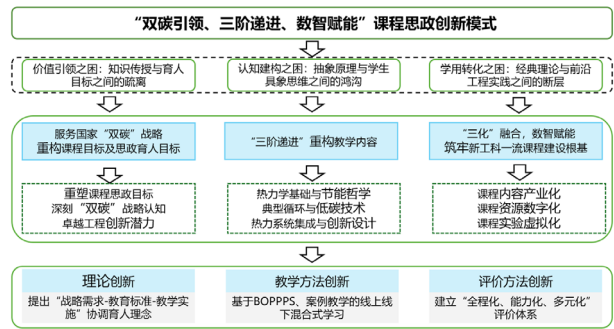 “双碳引领、三阶递进、数智赋能”课程思政创新模式
价值引领之困：知识传授与育人
目标之间的疏离
认知建构之困：抽象原理与学生
具象思维之间的鸿沟
学用转化之困：经典理论与前沿
工程实践之间的断层
服务国家“双碳”战略
重构课程目标及思政育人目标
“三阶递进”重构教学内容
“三化”融合，数智赋能
筑牢新工科一流课程建设根基
重塑课程思政目标
深刻“双碳”战略认知
卓越工程创新潜力
热力学基础与节能哲学
典型循环与低碳技术
热力系统集成与创新设计
课程内容产业化
课程资源数字化
课程实验虚拟化
理论创新
提出“战略需求-教育标准-教学实
施”协调育人理念
教学方法创新
基于BOPPPS、案例教学的线上线
下混合式学习
评价方法创新
建立“全程化、能力化、多元化”
评价体系